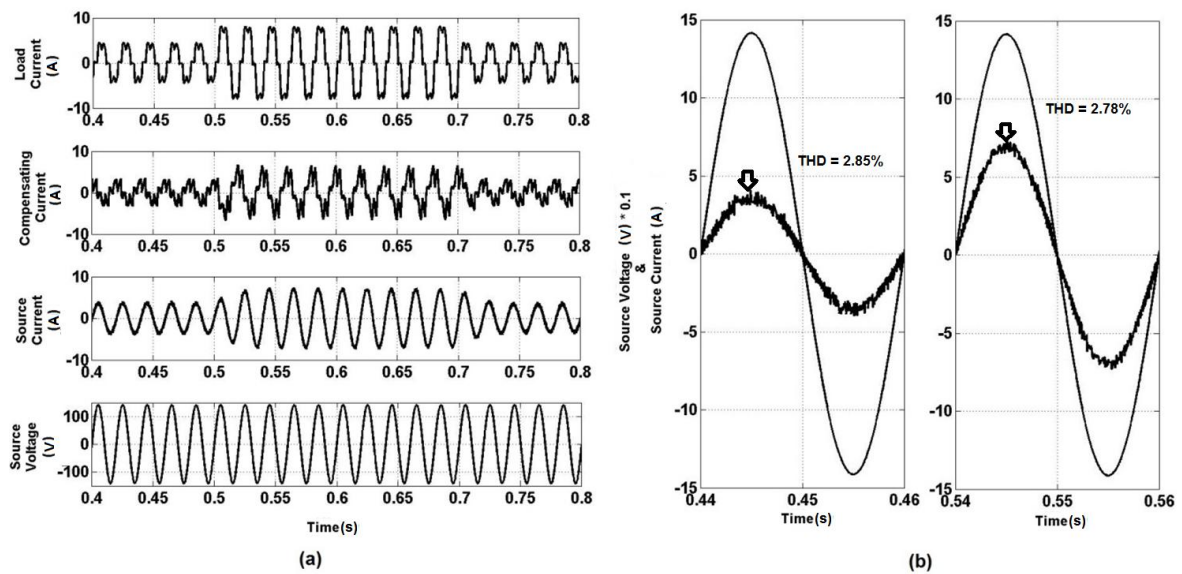 10
0
-10
Load
Current
(A)
0.4 0.45 0.5 0.55 0.6 0.65 0.7 0.75 0.8
10
0
-10
Compensating
Current
(A)
0.4 0.45 0.5 0.55 0.6 0.65 0.7 0.75 0.8
10
0
-10
Source
Current
(A)
0.4 0.45 0.5 0.55 0.6 0.65 0.7 0.75 0.8
100
0
-100
Source
Voltage
(V)
0.4 0.45 0.5 0.55 0.6 0.65 0.7 0.75 0.8
Time(s)
(a)
Source Voltage (V) * 0.1
&
Source Current (A)
15
10
5
0
-5
-10
-15
THD = 2.85%
0.44 0.45 0.46
Time(s)
15
10
5
0
-5
-10
-15
THD = 2.78%
0.54 0.55 0.56
Time(s)
(b)